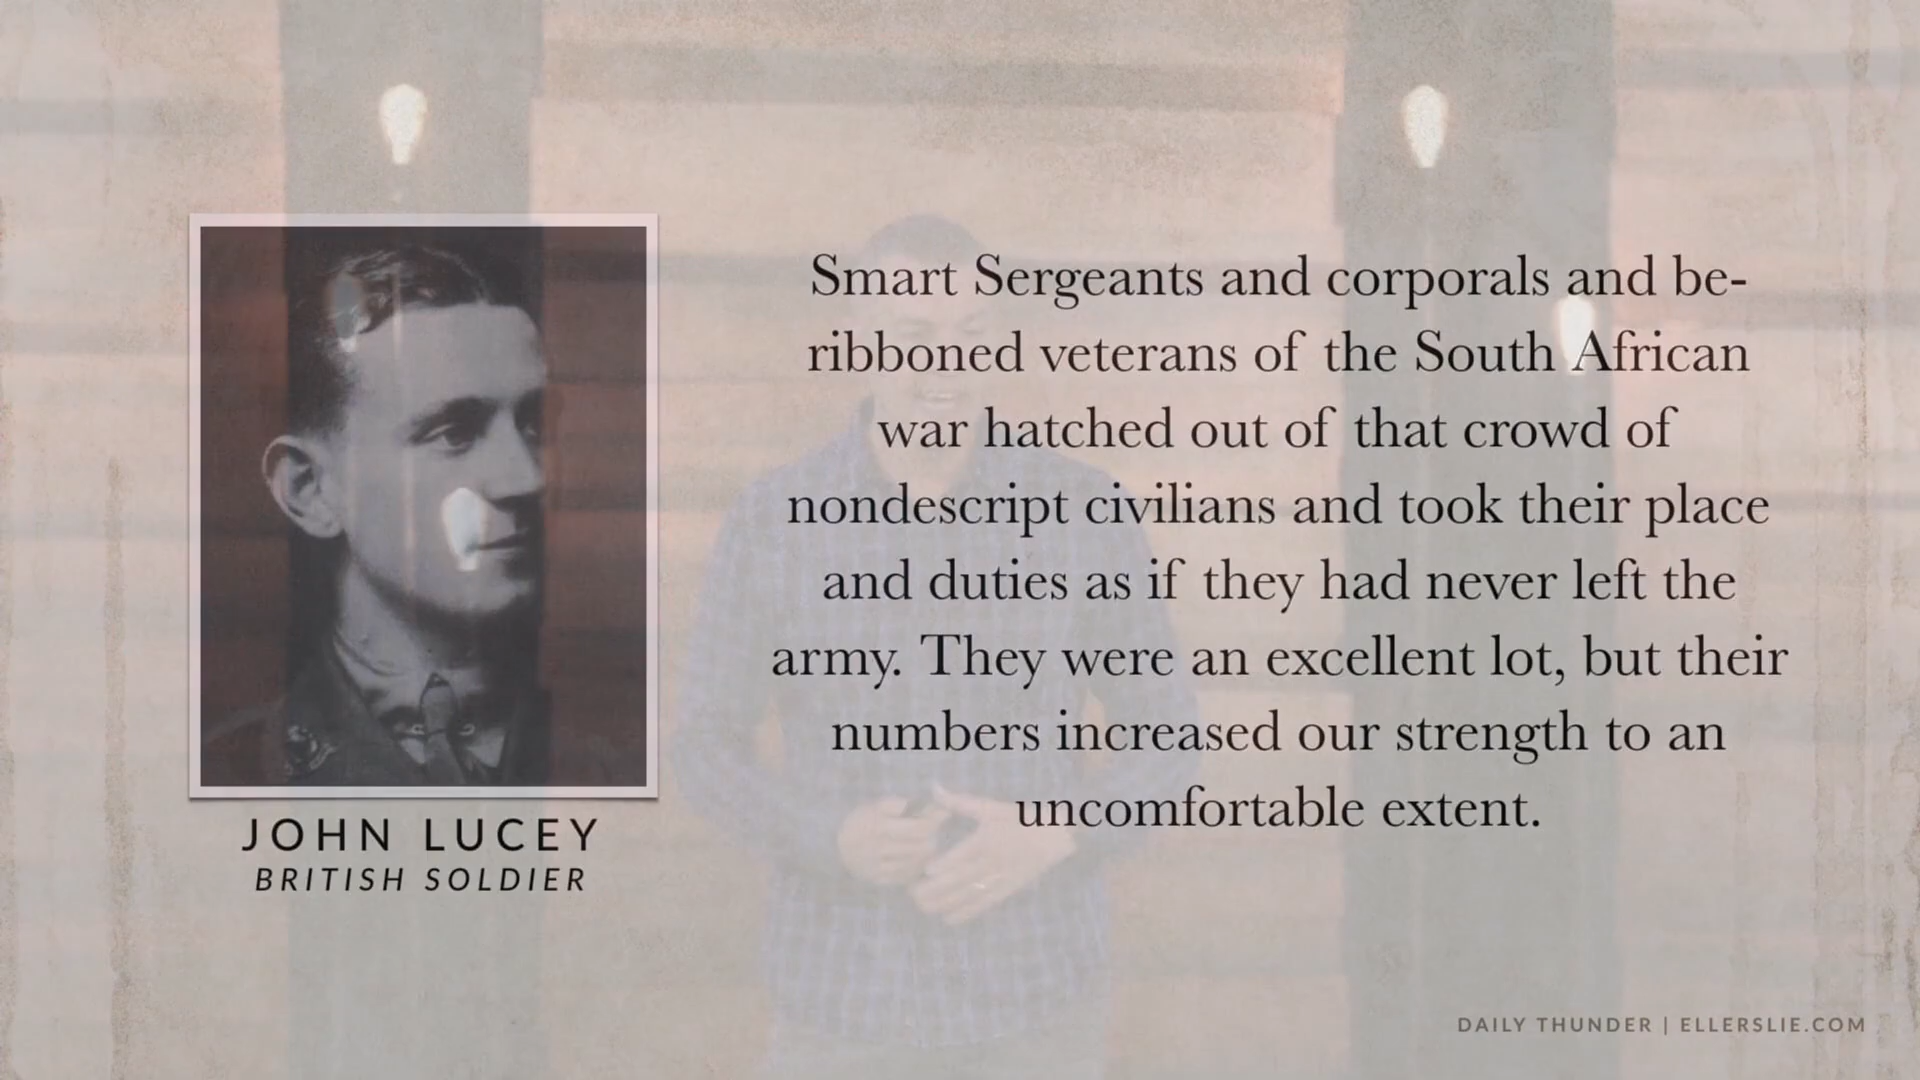 Smart Sergeants and corporals and be-
ribboned veterans of the South African
war hatched out of that crowd of
nondescript civilians and took their place
and duties as if they had never left the
army. They were an excellent lot, but their
numbers increased our strength to an
uncomfortable extent.
JOHN LUCEY
BRITISH SOLDIER
DAILY THUNDER | ELLERSLIE.COM